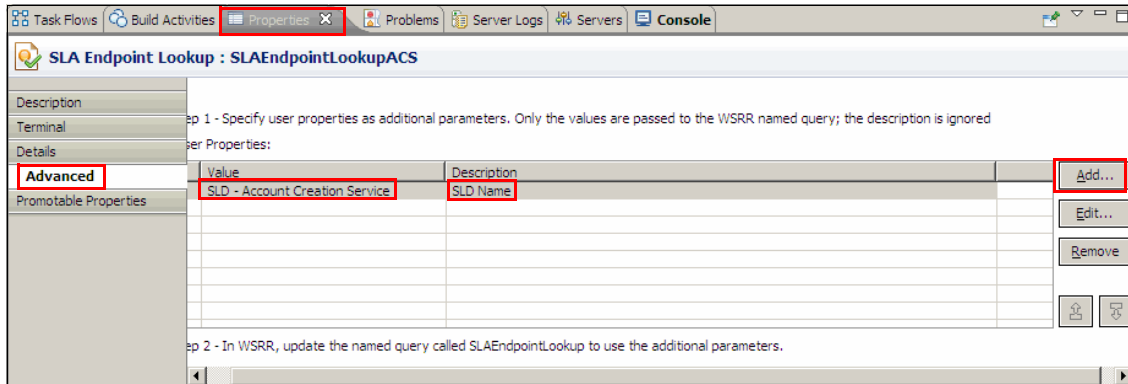 Task Flows Build Activities Properties Problems Server Logs Servers Console
SLA Endpoint Lookup : SLAEndpointLookupACS
Description
Terminal
Details
Advanced
Promotable Properties
ep 1 - Specify user properties as additional parameters. Only the values are passed to the WSRR named query; the description is ignored
ser Properties:
Value Description
SLD - Account Creation Service SLD Name
Add...
Edit...
Remove
ep 2 - In WSRR, update the named query called SLAEndpointLookup to use the additional parameters.